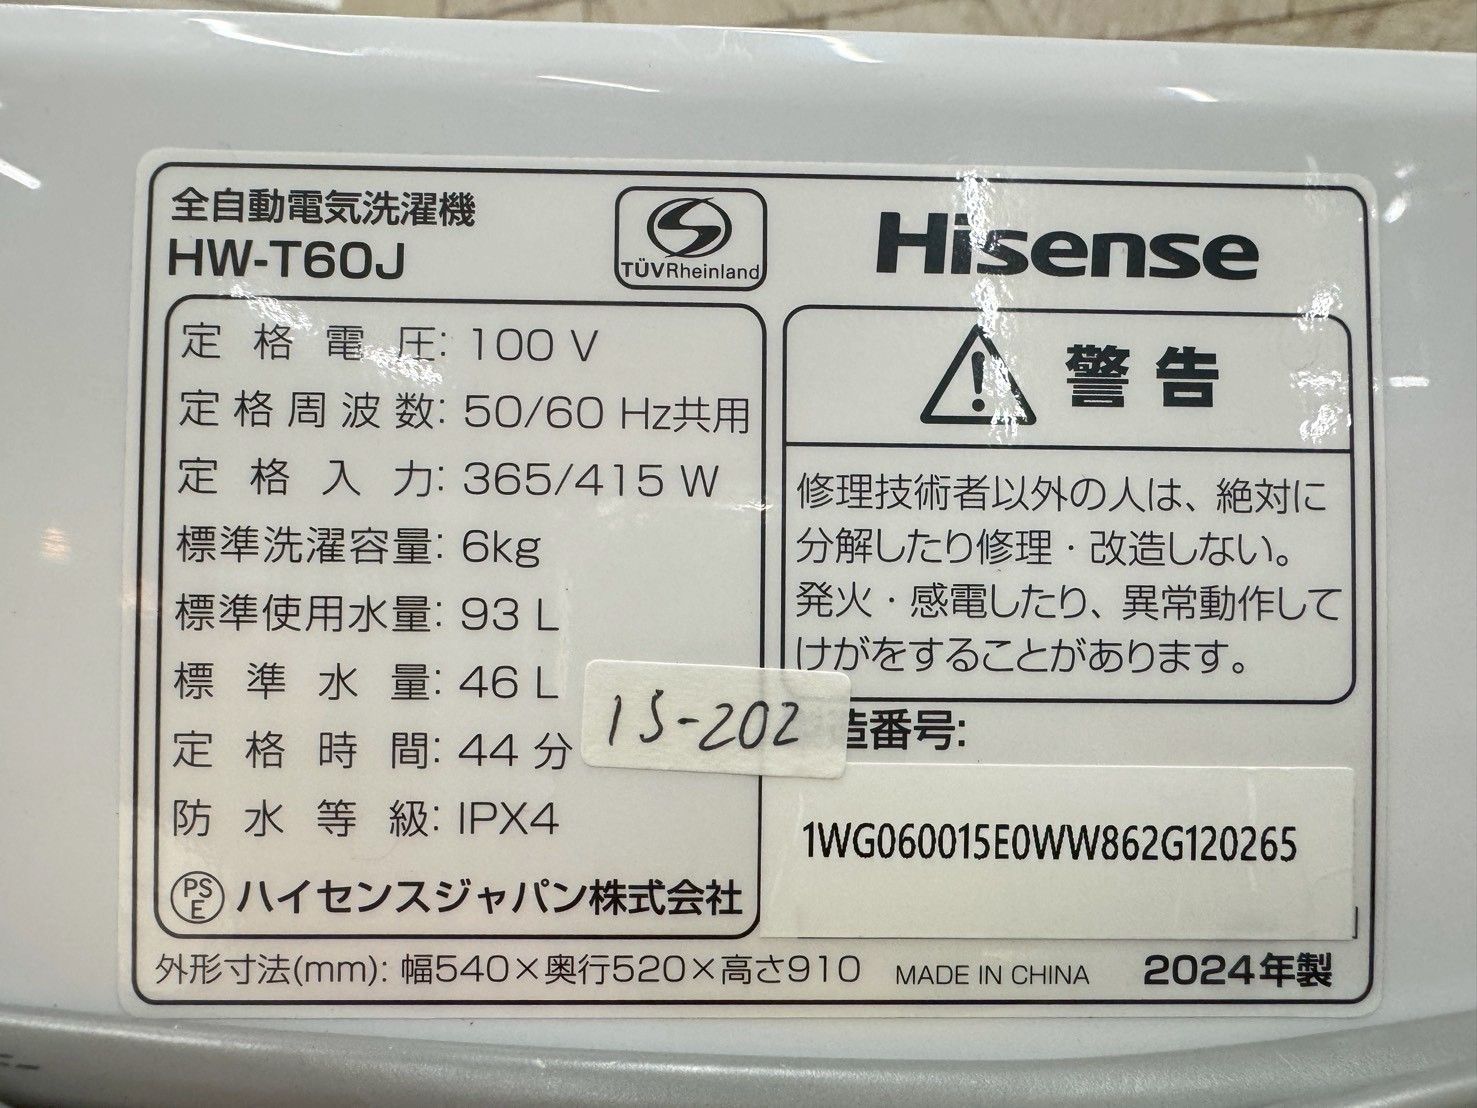 全自動電気洗濯機
HW-T60J
TÜVRheinland
Hisense
定格電圧: 100 V
定格周波数: 50/60 Hz共用
定格入力: 365/415 W
標準洗濯容量: 6kg
標準使用水量: 93 L
標準水量: 46 L
定格時間: 44 分
防水等級: IPX4
PSE ハイセンスジャパン株式会社
警告
修理技術者以外の人は、絶対に
分解したり修理・改造しない。
発火・感電したり、異常動作して
けがをすることがあります。
15-202
造番号:
1WG060015E0WW862G120265
外形寸法(mm): 幅540×奥行520×高さ910
MADE IN CHINA
2024年製